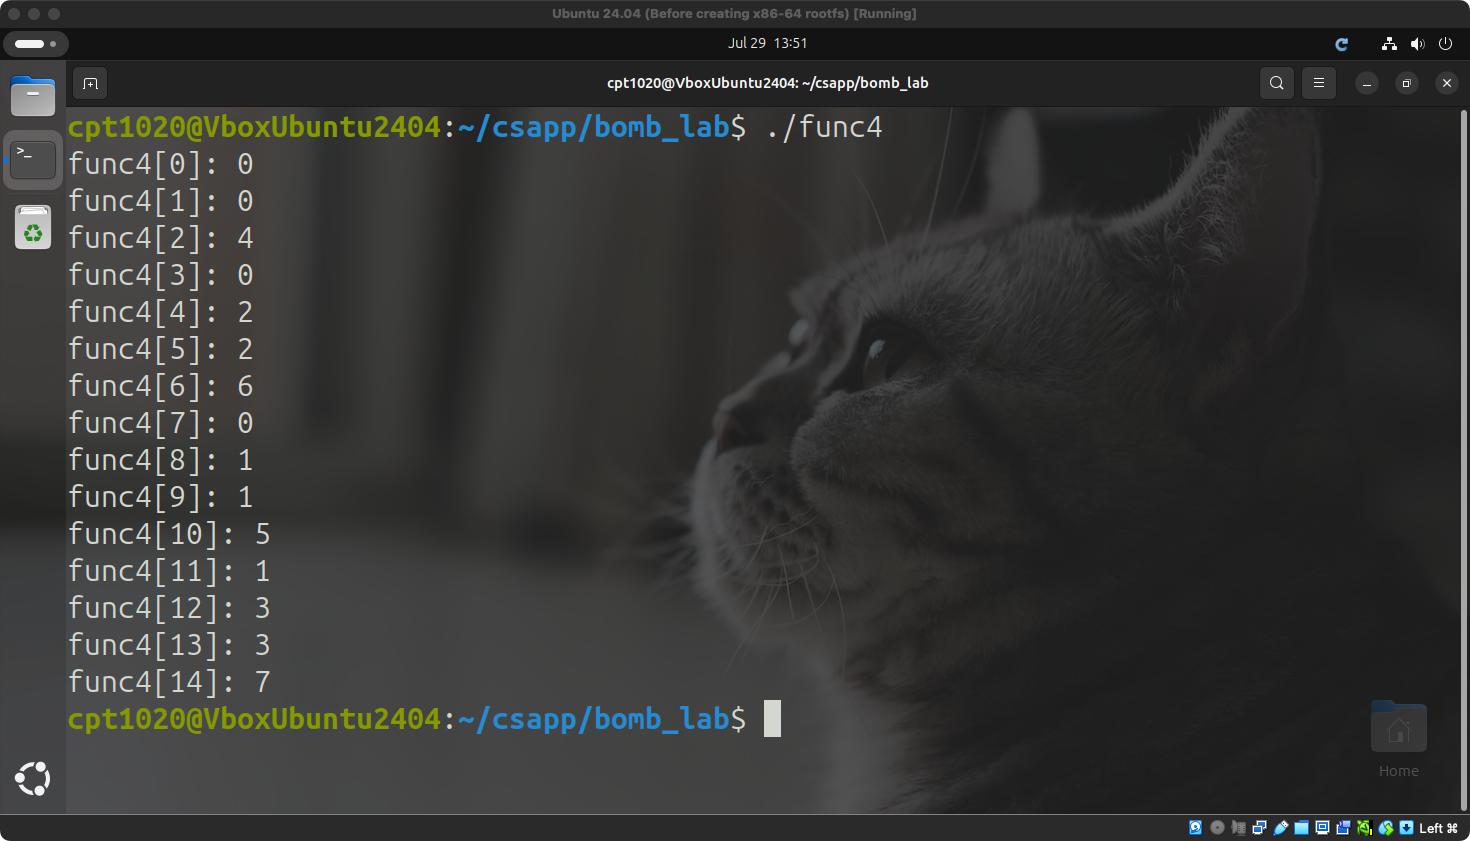 Ubuntu 24.04 (Before creating x86-64 rootfs) [Running]
Jul 29 13:51
cpt1020@VboxUbuntu2404: ~/csapp/bomb_lab
cpt1020@VboxUbuntu2404:~/csapp/bomb_lab$ ./func4
func4[0]: 0
func4[1]: 0
func4[2]: 4
func4[3]: 0
func4[4]: 2
func4[5]: 2
func4[6]: 6
func4[7]: 0
func4[8]: 1
func4[9]: 1
func4[10]: 5
func4[11]: 1
func4[12]: 3
func4[13]: 3
func4[14]: 7
cpt1020@VboxUbuntu2404:~/csapp/bomb_lab$
Home
Left ⌘